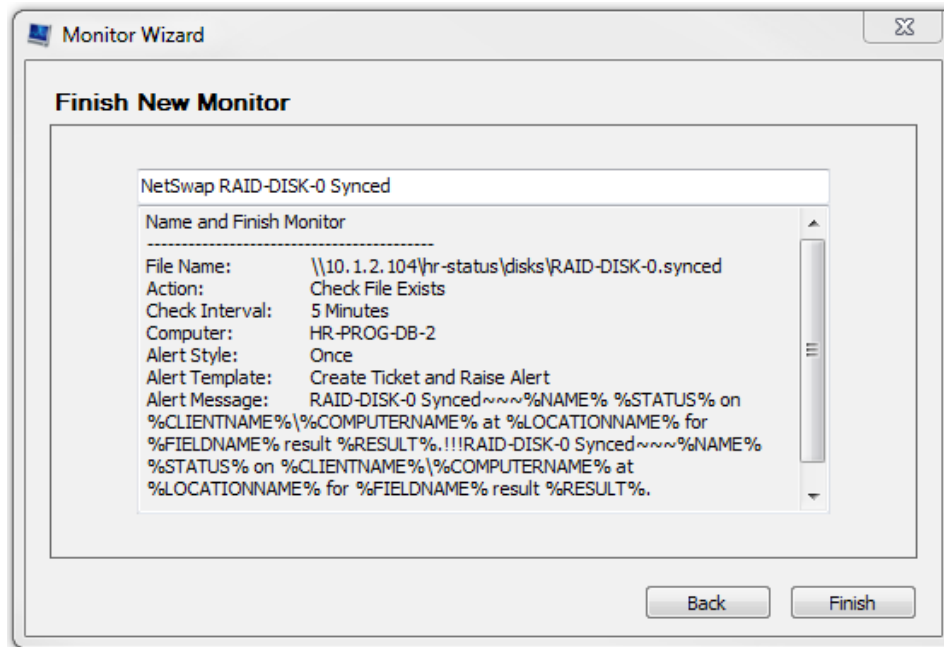 Monitor Wizard
Finish New Monitor
NetSwap RAID-DISK-0 Synced
Name and Finish Monitor
------------------------------------------
File Name: \\10.1.2.104\hr-status\disks\RAID-DISK-0.synced
Action: Check File Exists
Check Interval: 5 Minutes
Computer: HR-PROG-DB-2
Alert Style: Once
Alert Template: Create Ticket and Raise Alert
Alert Message: RAID-DISK-0 Synced~~~%NAME% %STATUS% on
%CLIENTNAME%\%COMPUTERNAME% at %LOCATIONNAME% for
%FIELDNAME% result %RESULT%.!!!RAID-DISK-0 Synced~~~%NAME%
%STATUS% on %CLIENTNAME%\%COMPUTERNAME% at
%LOCATIONNAME% for %FIELDNAME% result %RESULT%.
Back Finish